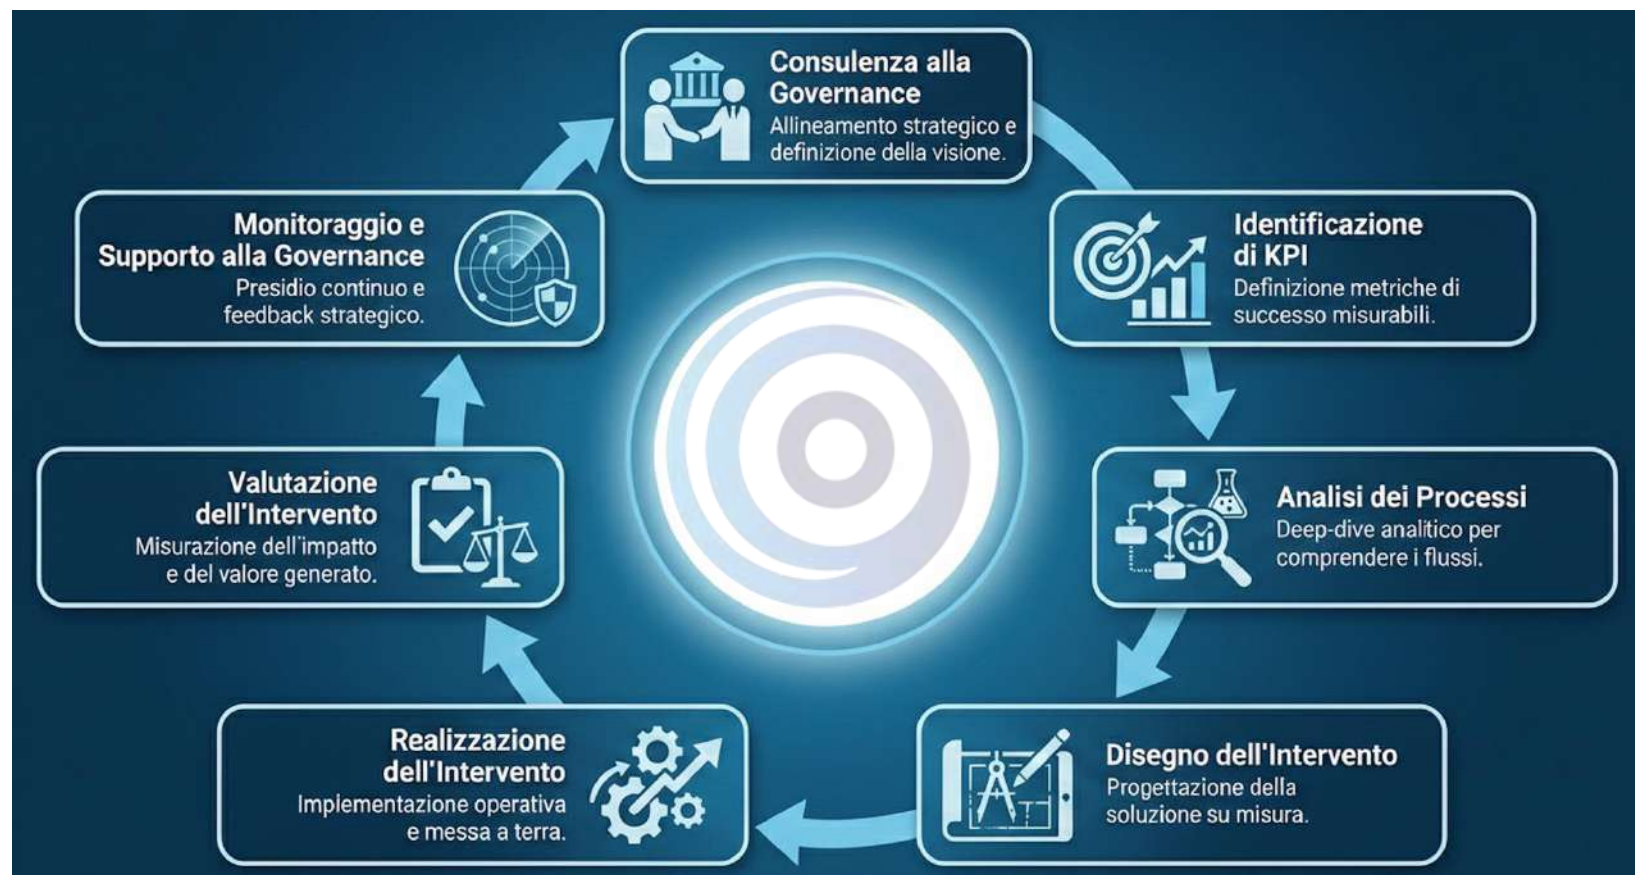 Consulenza alla
Governance
Allineamento strategico e
definizione della visione.
Identificazione
di KPI
Definizione metriche di
successo misurabili.
Analisi dei Processi
Deep-dive analitico per
comprendere i flussi.
Disegno dell'Intervento
Progettazione della
soluzione su misura.
Realizzazione
dell'Intervento
Implementazione operativa
e messa a terra.
Valutazione
dell'Intervento
Misurazione dell'impatto
e del valore generato.
Monitoraggio e
Supporto alla Governance
Presidio continuo e
feedback strategico.